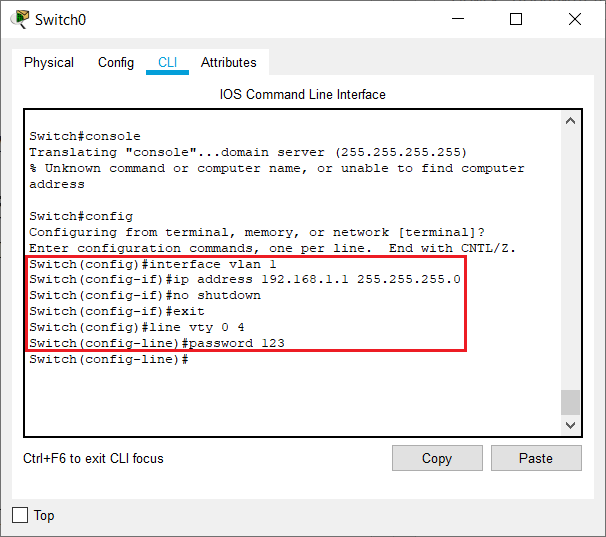 Switch0
Physical Config CLI Attributes
IOS Command Line Interface
Switch#console
Translating "console"...domain server (255.255.255.255)
% Unknown command or computer name, or unable to find computer
address
Switch#config
Configuring from terminal, memory, or network [terminal]?
Enter configuration commands, one per line.  End with CNTL/Z.
Switch(config)#interface vlan 1
Switch(config-if)#ip address 192.168.1.1 255.255.255.0
Switch(config-if)#no shutdown
Switch(config-if)#exit
Switch(config)#line vty 0 4
Switch(config-line)#password 123
Switch(config-line)#
Ctrl+F6 to exit CLI focus
Copy Paste
Top